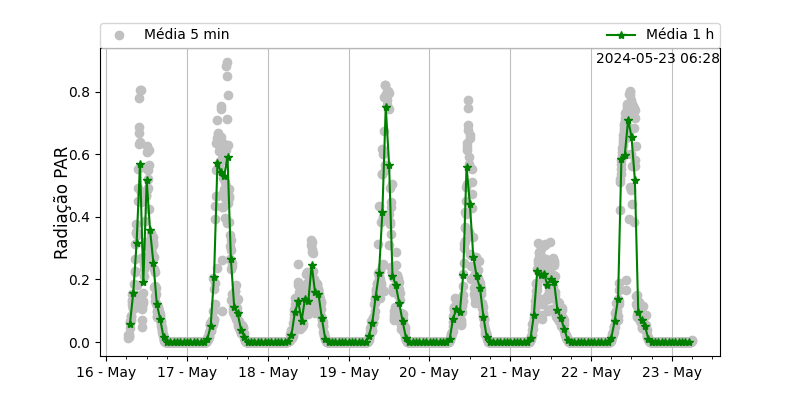 Média 5 min
Média 1 h
2024-05-23 06:28
Radiação PAR
0.8
0.6
0.4
0.2
0.0
16 - May
17 - May
18 - May
19 - May
20 - May
21 - May
22 - May
23 - May